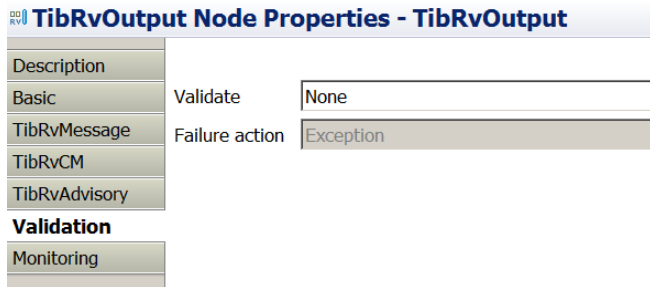 TibRvOutput Node Properties - TibRvOutput
Description
Basic
Validate None
TibRvMessage
Failure action Exception
TibRvCM
TibRvAdvisory
Validation
Monitoring